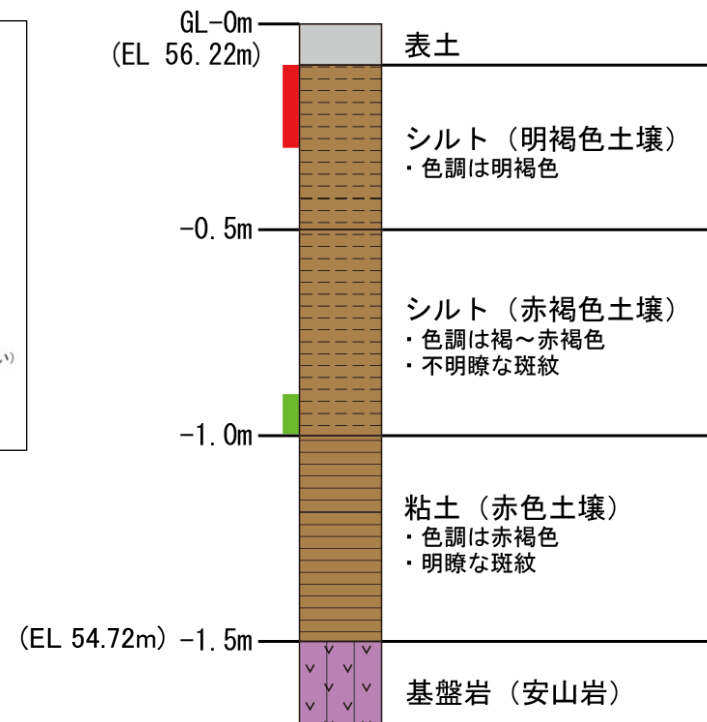 GL-0m
(EL 56.22m)
表土
シルト（明褐色土壌）
・色調は明褐色
-0.5m
シルト（赤褐色土壌）
・色調は褐～赤褐色
・不明瞭な斑紋
い)
-1.0m
粘土（赤色土壌）
・色調は赤褐色
・明瞭な斑紋
(EL 54.72m) -1.5m
基盤岩（安山岩）